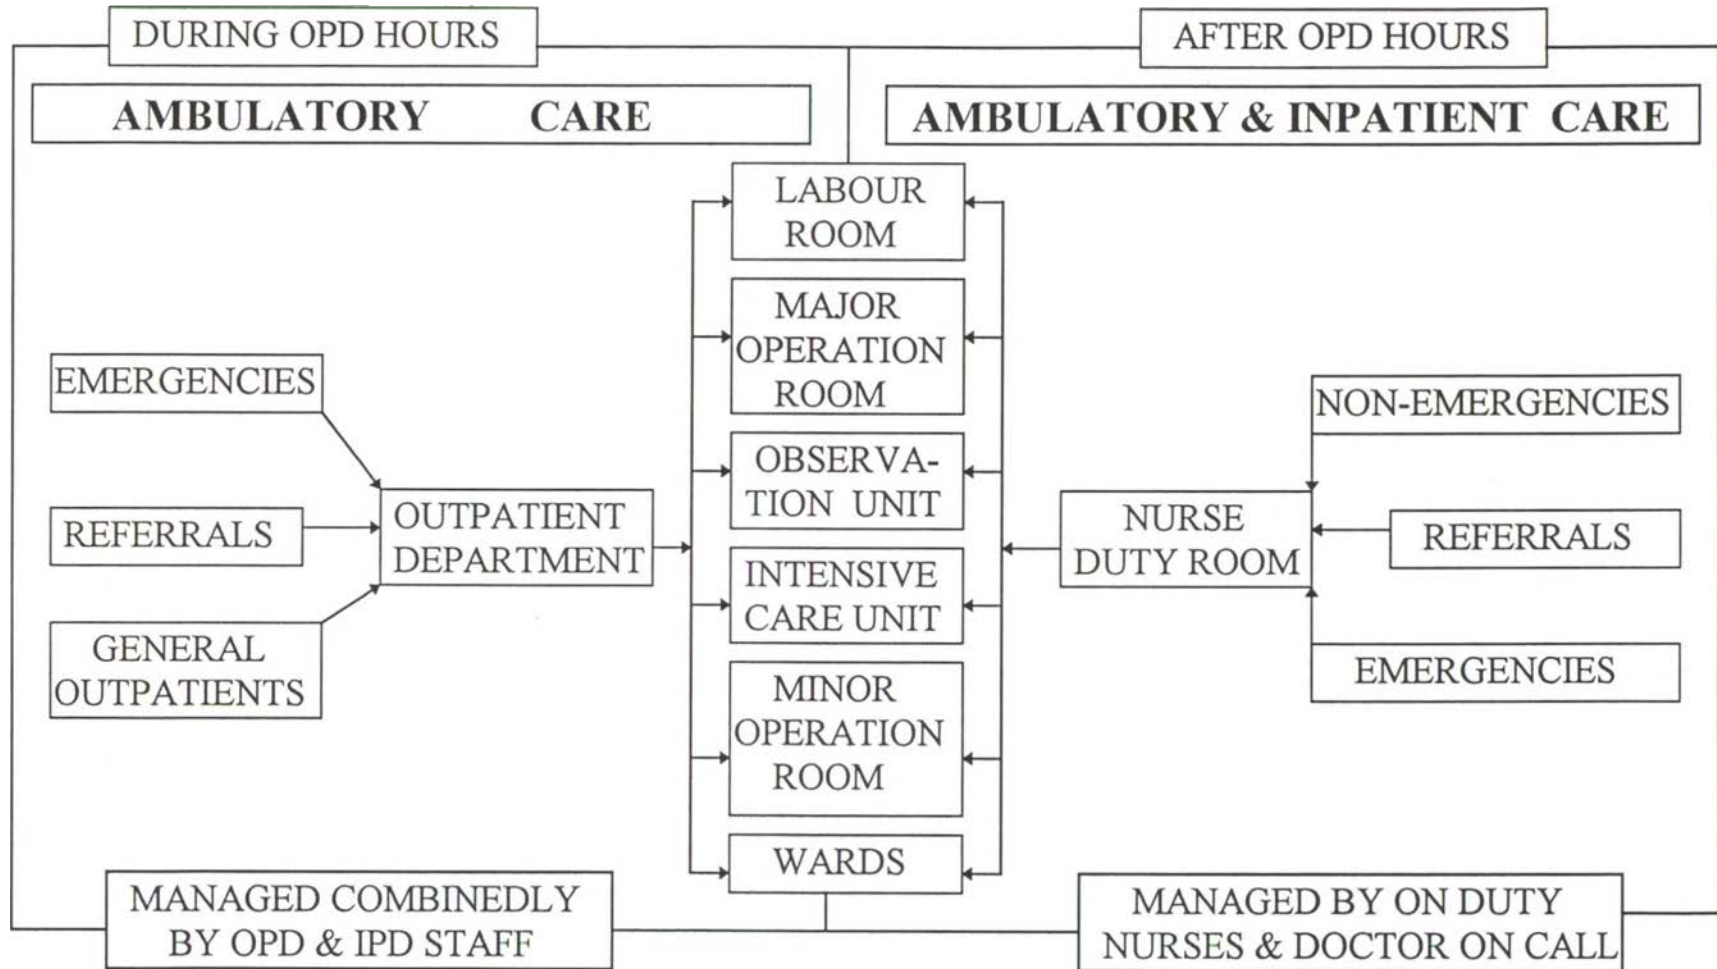 DURING OPD HOURS
AFTER OPD HOURS
AMBULATORY CARE
AMBULATORY & INPATIENT CARE
LABOUR
ROOM
MAJOR
OPERATION
ROOM
OBSERVA-
TION UNIT
INTENSIVE
CARE UNIT
MINOR
OPERATION
ROOM
WARDS
EMERGENCIES
REFERRALS
GENERAL
OUTPATIENTS
OUTPATIENT
DEPARTMENT
NURSE
DUTY ROOM
NON-EMERGENCIES
REFERRALS
EMERGENCIES
MANAGED COMBINEDLY
BY OPD & IPD STAFF
MANAGED BY ON DUTY
NURSES & DOCTOR ON CALL